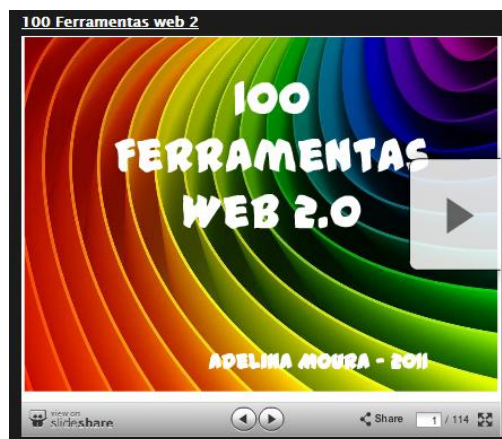 100 Ferramentas web 2
100
FERRAMENTAS
WEB 2.0
ADELINA MOURA - 2011
view on
slideshare
Share
1 / 114